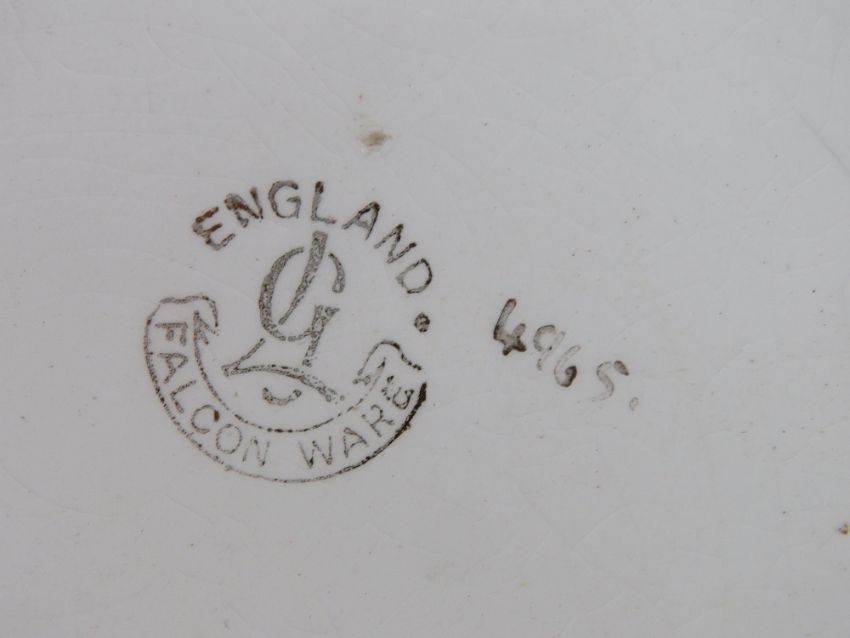 ENGLAND.
FALCON WARE
4965.